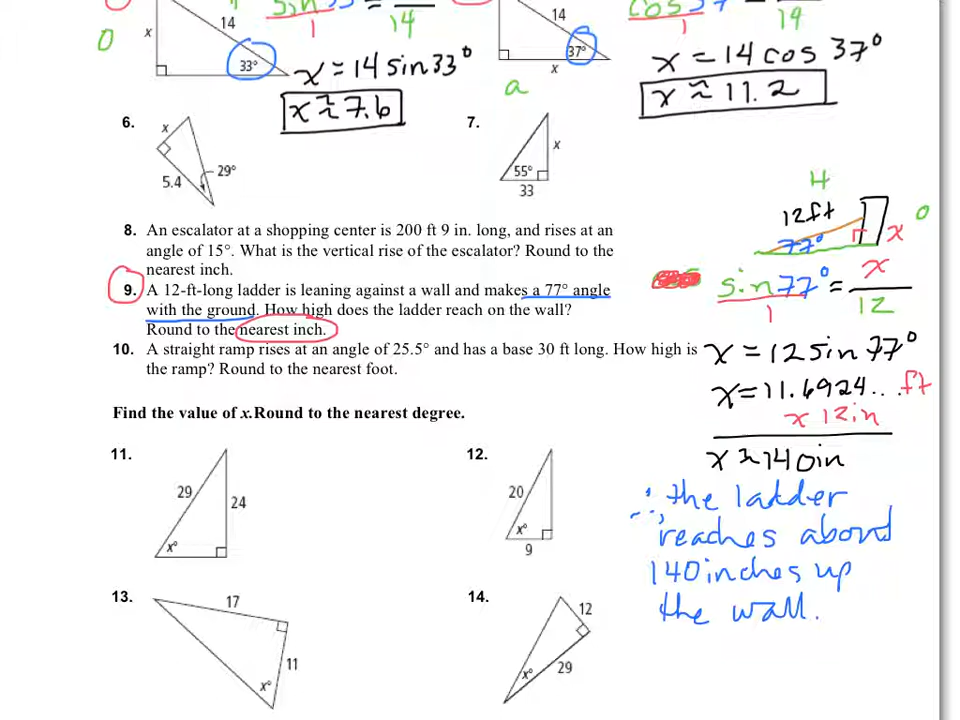 14
33°
x
O
14
1
x = 14 sin 33°
x ≈ 7.6
14
37°
x
a
cos
1
19
x = 14 cos 37°
x ≈ 11.2
6.
x
5.4
29°
7.
x
55°
33
H
12ft
77°
x
O
8. An escalator at a shopping center is 200 ft 9 in. long, and rises at an
angle of 15°. What is the vertical rise of the escalator? Round to the
nearest inch.
9. A 12-ft-long ladder is leaning against a wall and makes a 77° angle
with the ground. How high does the ladder reach on the wall?
Round to the nearest inch.
10. A straight ramp rises at an angle of 25.5° and has a base 30 ft long. How high is
the ramp? Round to the nearest foot.
sin 77° = x
1 12
x = 12 sin 77°
x = 11.6924... ft
x 12in
x ≈ 140in
∴ the ladder
reaches about
140 inches up
the wall.
Find the value of x.Round to the nearest degree.
11.
29
24
x°
12.
20
x°
9
13.
17
11
x°
14.
12
x°
29